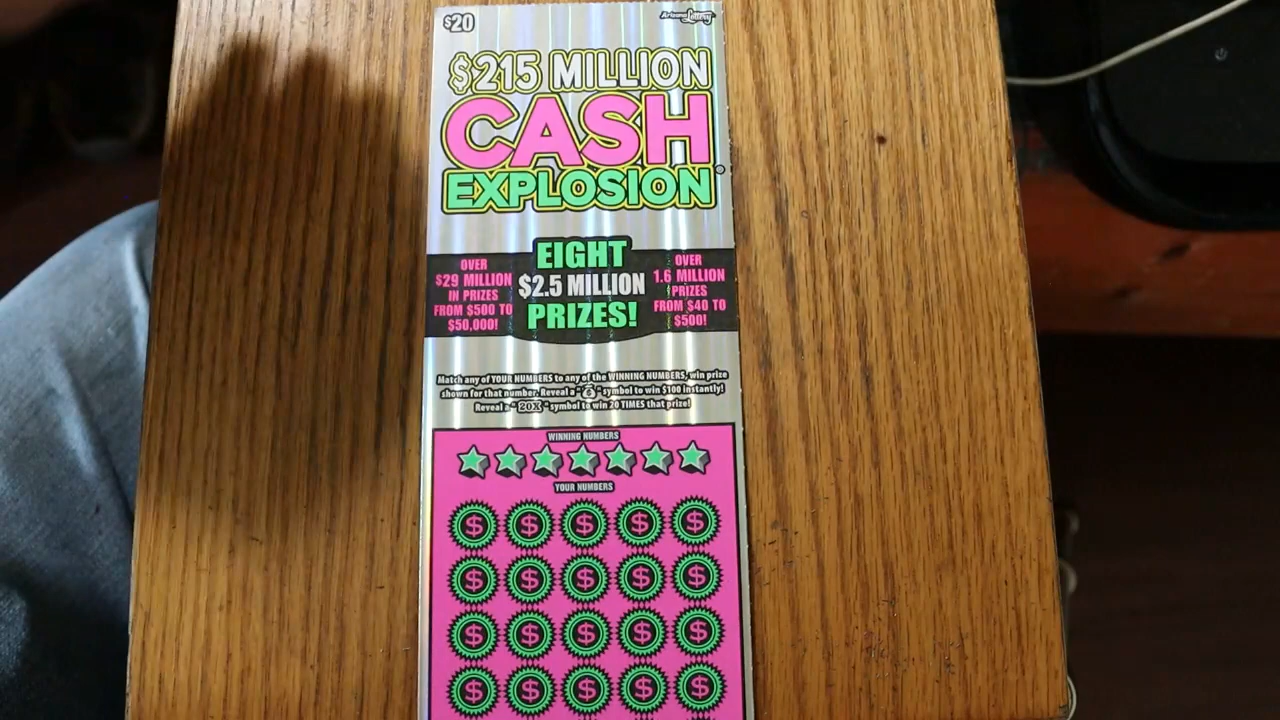 $20
Arizona Lottery
$215 MILLION
CASH
EXPLOSION®
OVER
$29 MILLION
IN PRIZES
FROM $500 TO
$50,000!
EIGHT
$2.5 MILLION
PRIZES!
OVER
1.6 MILLION
PRIZES
FROM $40 TO
$500!
Match any of YOUR NUMBERS to any of the WINNING NUMBERS, win prize
shown for that number. Reveal a " $ " symbol to win $100 instantly!
Reveal a " 20X " symbol to win 20 TIMES that prize!
WINNING NUMBERS
YOUR NUMBERS
$ $ $ $ $
$ $ $ $ $
$ $ $ $ $
$ $ $ $ $